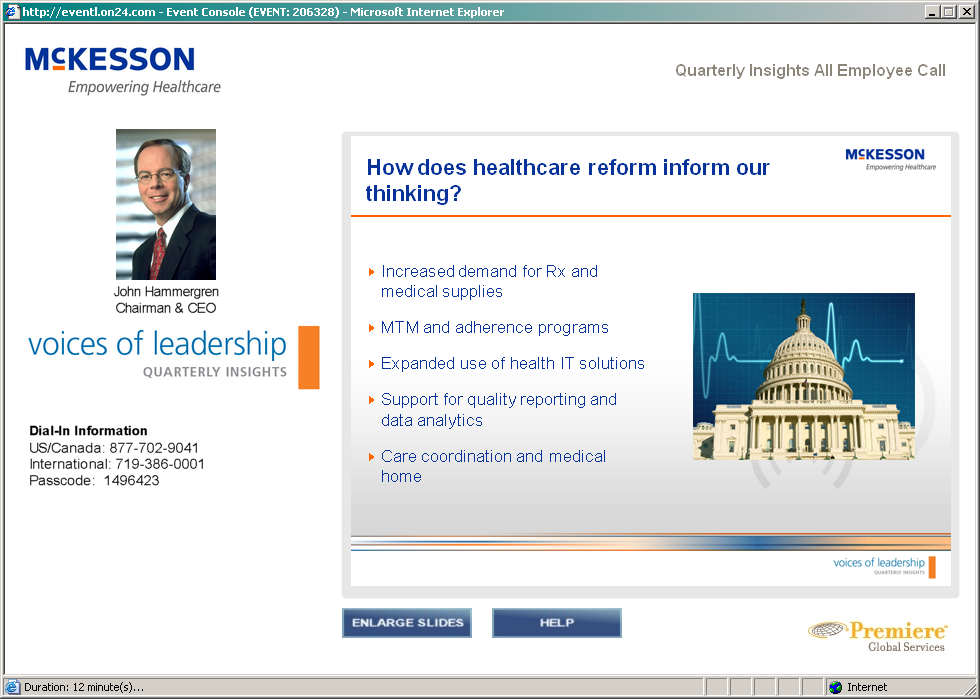 http://event1.on24.com - Event Console (EVENT: 206328) - Microsoft Internet Explorer
McKESSON
Empowering Healthcare
Quarterly Insights All Employee Call
John Hammergren
Chairman & CEO
voices of leadership
QUARTERLY INSIGHTS
Dial-In Information
US/Canada: 877-702-9041
International: 719-386-0001
Passcode: 1496423
How does healthcare reform inform our
thinking?
McKESSON
Empowering Healthcare
Increased demand for Rx and
medical supplies
MTM and adherence programs
Expanded use of health IT solutions
Support for quality reporting and
data analytics
Care coordination and medical
home
voices of leadership
QUARTERLY INSIGHTS
ENLARGE SLIDES
HELP
Premiere
Global Services
Duration: 12 minute(s)...
Internet